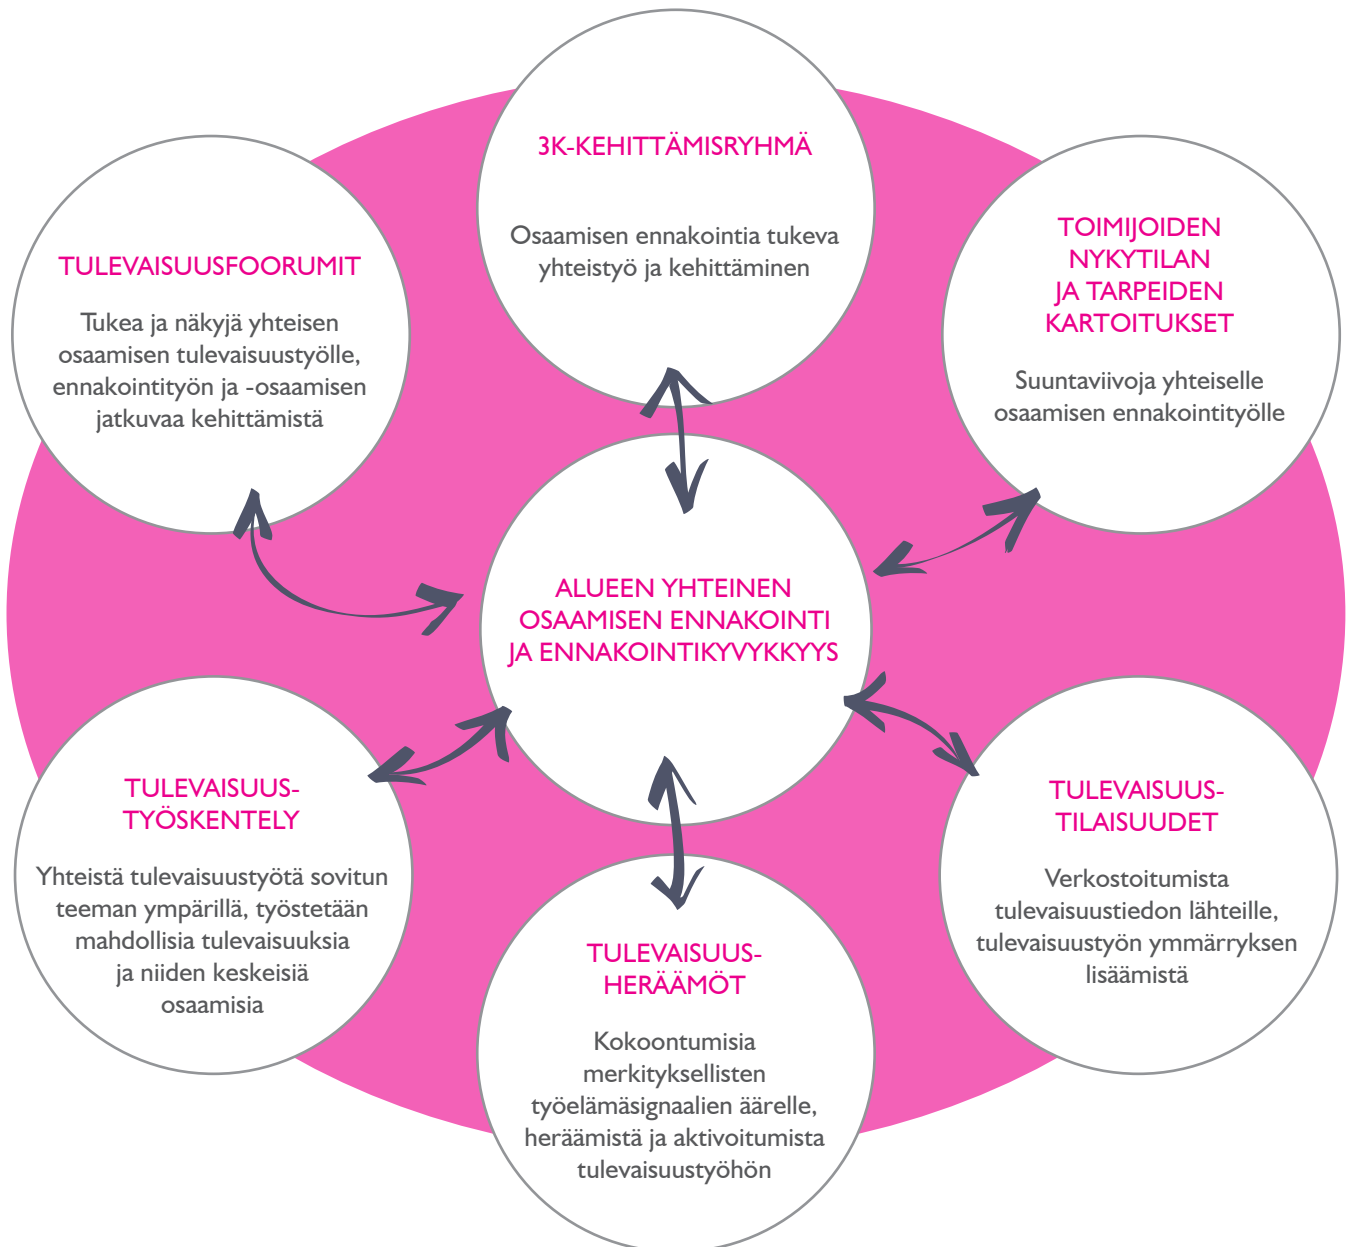 3K-KEHITTÄMISRYHMÄ
Osaamisen ennakointia tukeva
yhteistyö ja kehittäminen
TOIMIJOIDEN
NYKYTILAN
JA TARPEIDEN
KARTOITUKSET
Suuntaviivoja yhteiselle
osaamisen ennakointityölle
TULEVAISUUSFOORUMIT
Tukea ja näkyjä yhteisen
osaamisen tulevaisuustyölle,
ennakointityön ja -osaamisen
jatkuvaa kehittämistä
ALUEEN YHTEINEN
OSAAMISEN ENNAKOINTI
JA ENNAKOINTIKYVYKKYYS
TULEVAISUUS-
TYÖSKENTELY
Yhteistä tulevaisuustyötä sovitun
teeman ympärillä, työstetään
mahdollisia tulevaisuuksia
ja niiden keskeisiä
osaamisia
TULEVAISUUS-
HERÄÄMÖT
Kokoontumisia
merkityksellisten
työelämäsignaalien äärelle,
heräämistä ja aktivoitumista
tulevaisuustyöhön
TULEVAISUUS-
TILAISUUDET
Verkostoitumista
tulevaisuustiedon lähteille,
tulevaisuustyön ymmärryksen
lisäämistä